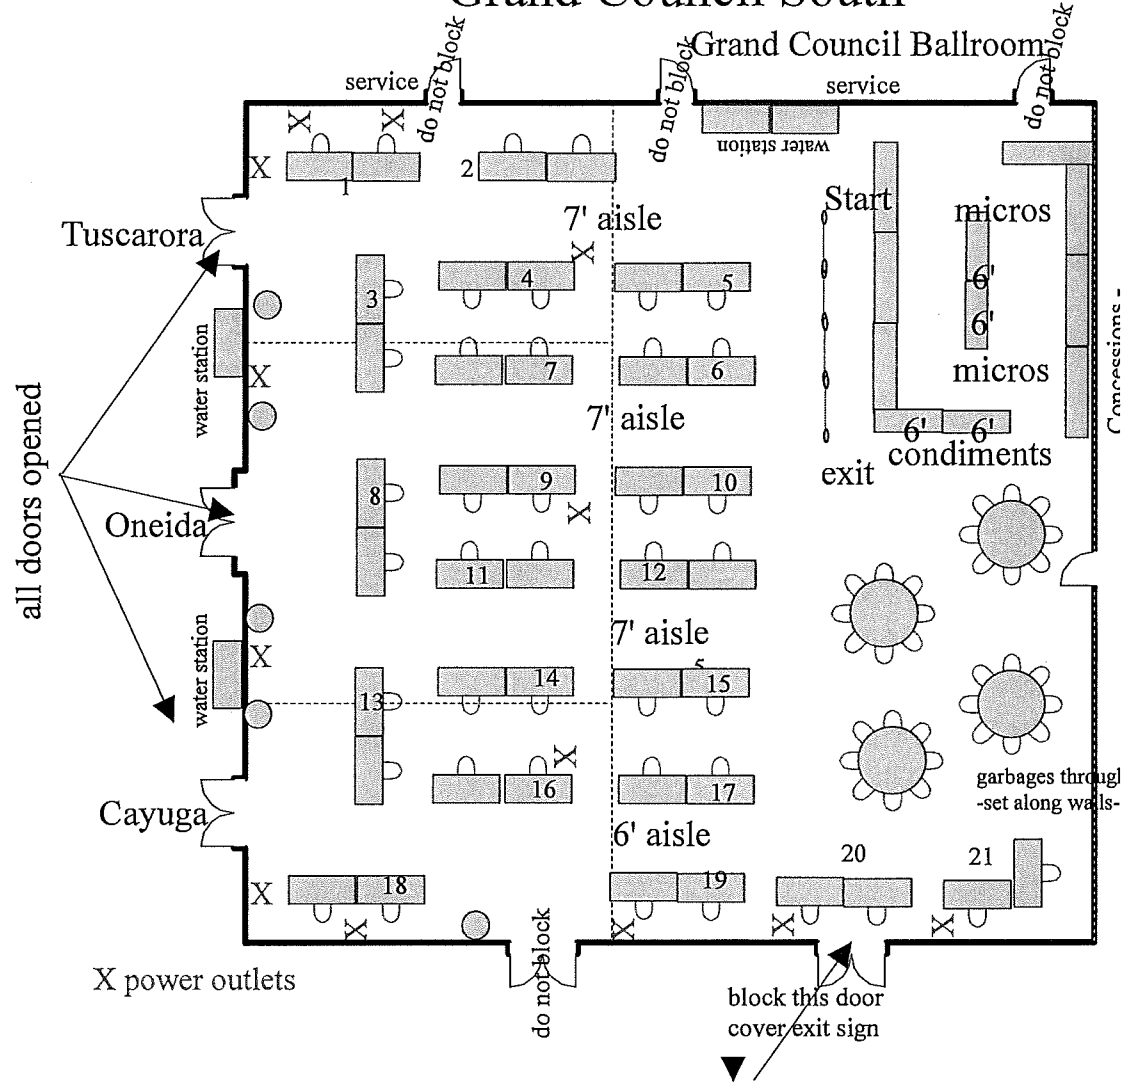 Grand Council South
Grand Council Ballroom
service
do not block
do not block
service
do not block
X
X
X
1
2
water station
Tuscarora
7' aisle
X
Start
micros
3
4
5
6'
6'
water station
X
7
6
micros
Concessions -
7' aisle
6'
6'
condiments
exit
all doors opened
8
9
10
X
Oneida
11
12
water station
X
7' aisle
5
13
14
15
X
16
17
garbages throug
-set along walls-
Cayuga
6' aisle
20
21
X
18
19
X
X
X
X
do not block
X power outlets
block this door
cover exit sign